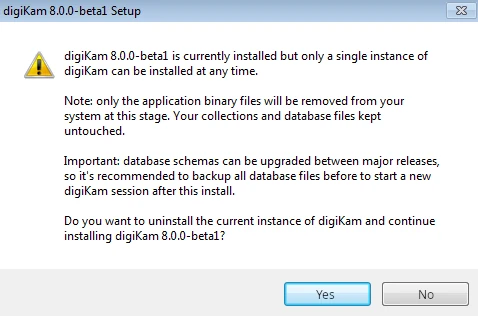 digiKam 8.0.0-beta1 Setup
digiKam 8.0.0-beta1 is currently installed but only a single instance of
digiKam can be installed at any time.
Note: only the application binary files will be removed from your
system at this stage. Your collections and database files kept
untouched.
Important: database schemas can be upgraded between major releases,
so it's recommended to backup all database files before to start a new
digiKam session after this install.
Do you want to uninstall the current instance of digiKam and continue
installing digiKam 8.0.0-beta1?
Yes
No